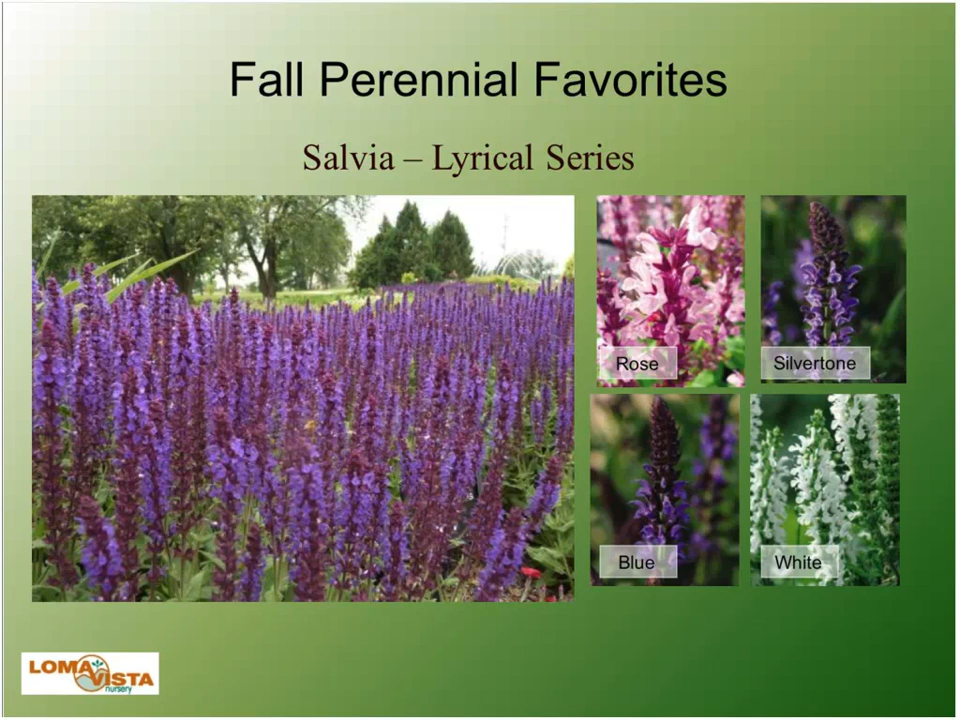 Fall Perennial Favorites
Salvia – Lyrical Series
Rose
Silvertone
Blue
White
LOMA VISTA
nursery